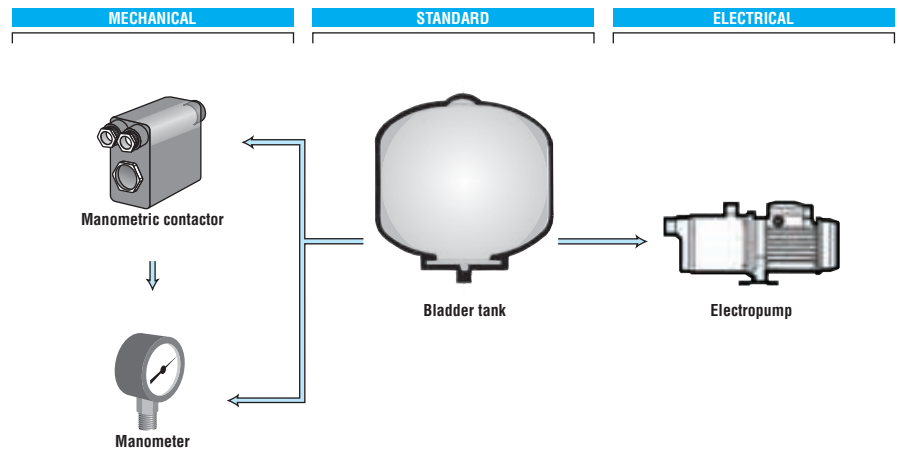 MECHANICAL
STANDARD
ELECTRICAL
Manometric contactor
Bladder tank
Electropump
Manometer